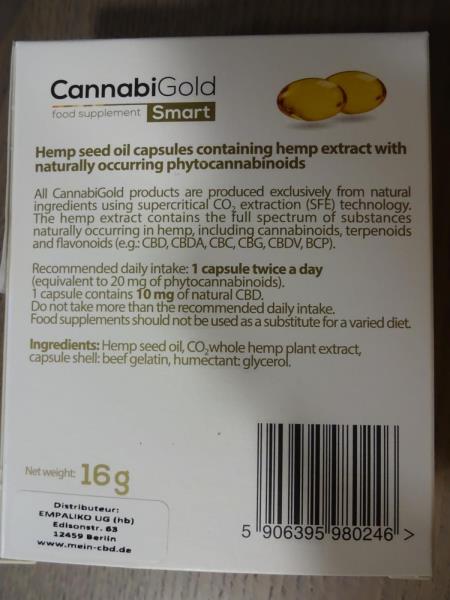 CannabiGold
food supplement Smart
Hemp seed oil capsules containing hemp extract with
naturally occurring phytocannabinoids
All CannabiGold products are produced exclusively from natural
ingredients using supercritical CO₂ extraction (SFE) technology.
The hemp extract contains the full spectrum of substances
naturally occurring in hemp, including cannabinoids, terpenoids
and flavonoids (e.g.: CBD, CBDA, CBC, CBG, CBDV, BCP).
Recommended daily intake: 1 capsule twice a day
(equivalent to 20 mg of phytocannabinoids).
1 capsule contains 10 mg of natural CBD.
Do not take more than the recommended daily intake.
Food supplements should not be used as a substitute for a varied diet.
Ingredients: Hemp seed oil, CO₂ whole hemp plant extract,
capsule shell: beef gelatin, humectant: glycerol.
Net weight: 16 g
Distributeur:
EMPALIKO UG (hb)
Edisonstr. 63
12459 Berlin
www.mein-cbd.de
5 906395 980246 >